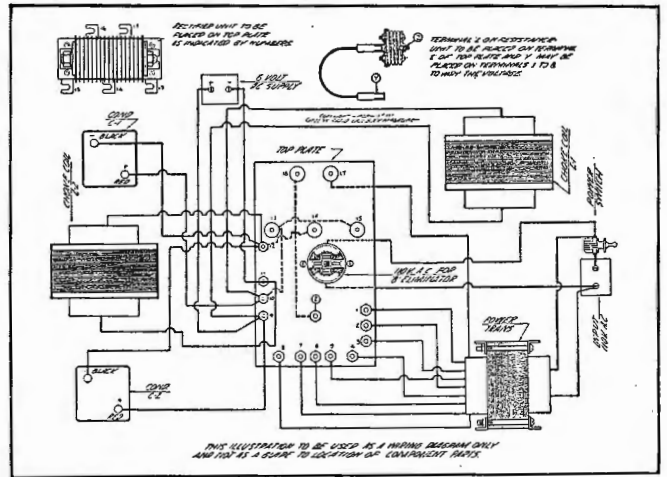 RECTIFIER UNIT TO BE
PLACED ON TOP PLATE
AS INDICATED BY NUMBERS
TERMINAL Z ON RESISTANCE
UNIT TO BE PLACED ON TERMINAL
Z OF TOP PLATE AND Y MAY BE
PLACED ON TERMINALS 1 TO 8
TO VARY THE VOLTAGE.
6 VOLT
DC SUPPLY
COND
C-1
BLACK
RED
CHOKE COIL
TOP PLATE
16
17
CHOKE COIL
L-1
POWER
SWITCH
13
14
15
12
110 V. A.C. FOR
B ELIMINATOR
11
10
9
1
2
3
8
7
6
5
4
POWER
TRANS
INPUT
110V. A.C.
BLACK
COND
C-2
RED
THIS ILLUSTRATION TO BE USED AS A WIRING DIAGRAM ONLY
AND NOT AS A GUIDE TO LOCATION OF COMPONENT PARTS.